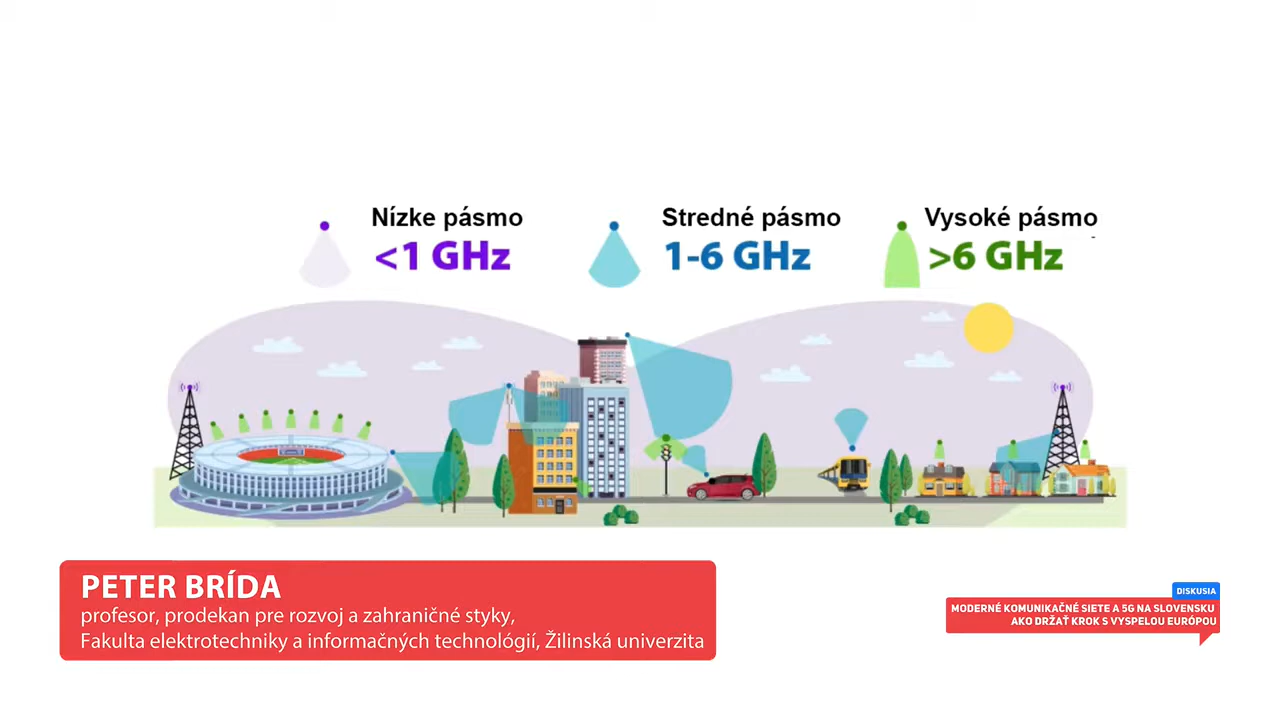 Nízke pásmo
<1 GHz
Stredné pásmo
1-6 GHz
Vysoké pásmo
>6 GHz
PETER BRÍDA
profesor, prodekan pre rozvoj a zahraničné styky,
Fakulta elektrotechniky a informačných technológií, Žilinská univerzita
DISKUSIA
MODERNÉ KOMUNIKAČNÉ SIETE A 5G NA SLOVENSKU
AKO DRŽAŤ KROK S VYSPELOU EURÓPOU